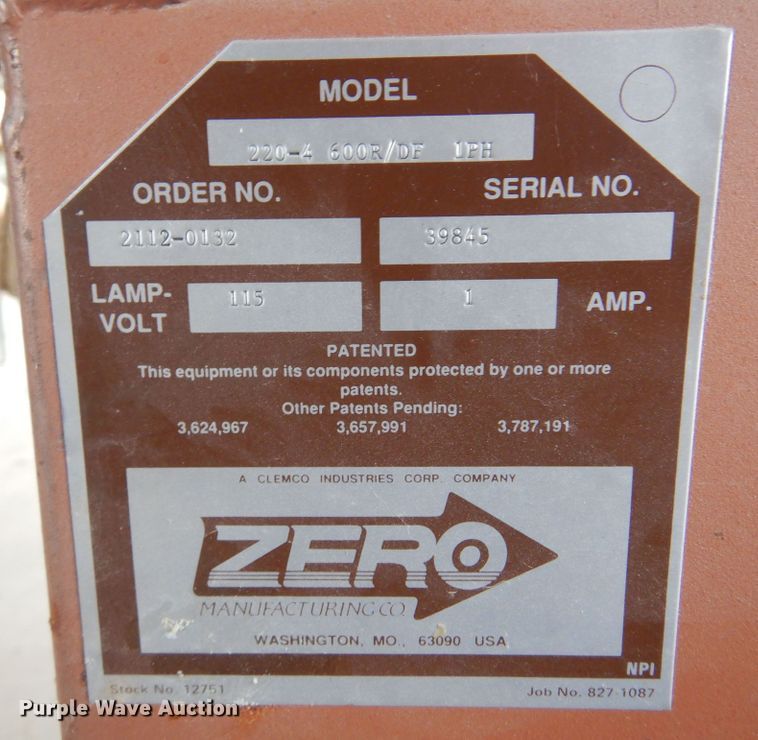 MODEL
220-4 600R/DF 1PH
ORDER NO. SERIAL NO.
2112-0132 39845
LAMP- 115 1 AMP.
VOLT
PATENTED
This equipment or its components protected by one or more
patents.
Other Patents Pending:
3,624,967 3,657,991 3,787,191
A CLEMCO INDUSTRIES CORP. COMPANY
ZERO
MANUFACTURING CO.
WASHINGTON, MO., 63090 USA
NPI
Stock No. 12751 Job No. 827-1087
Purple Wave Auction